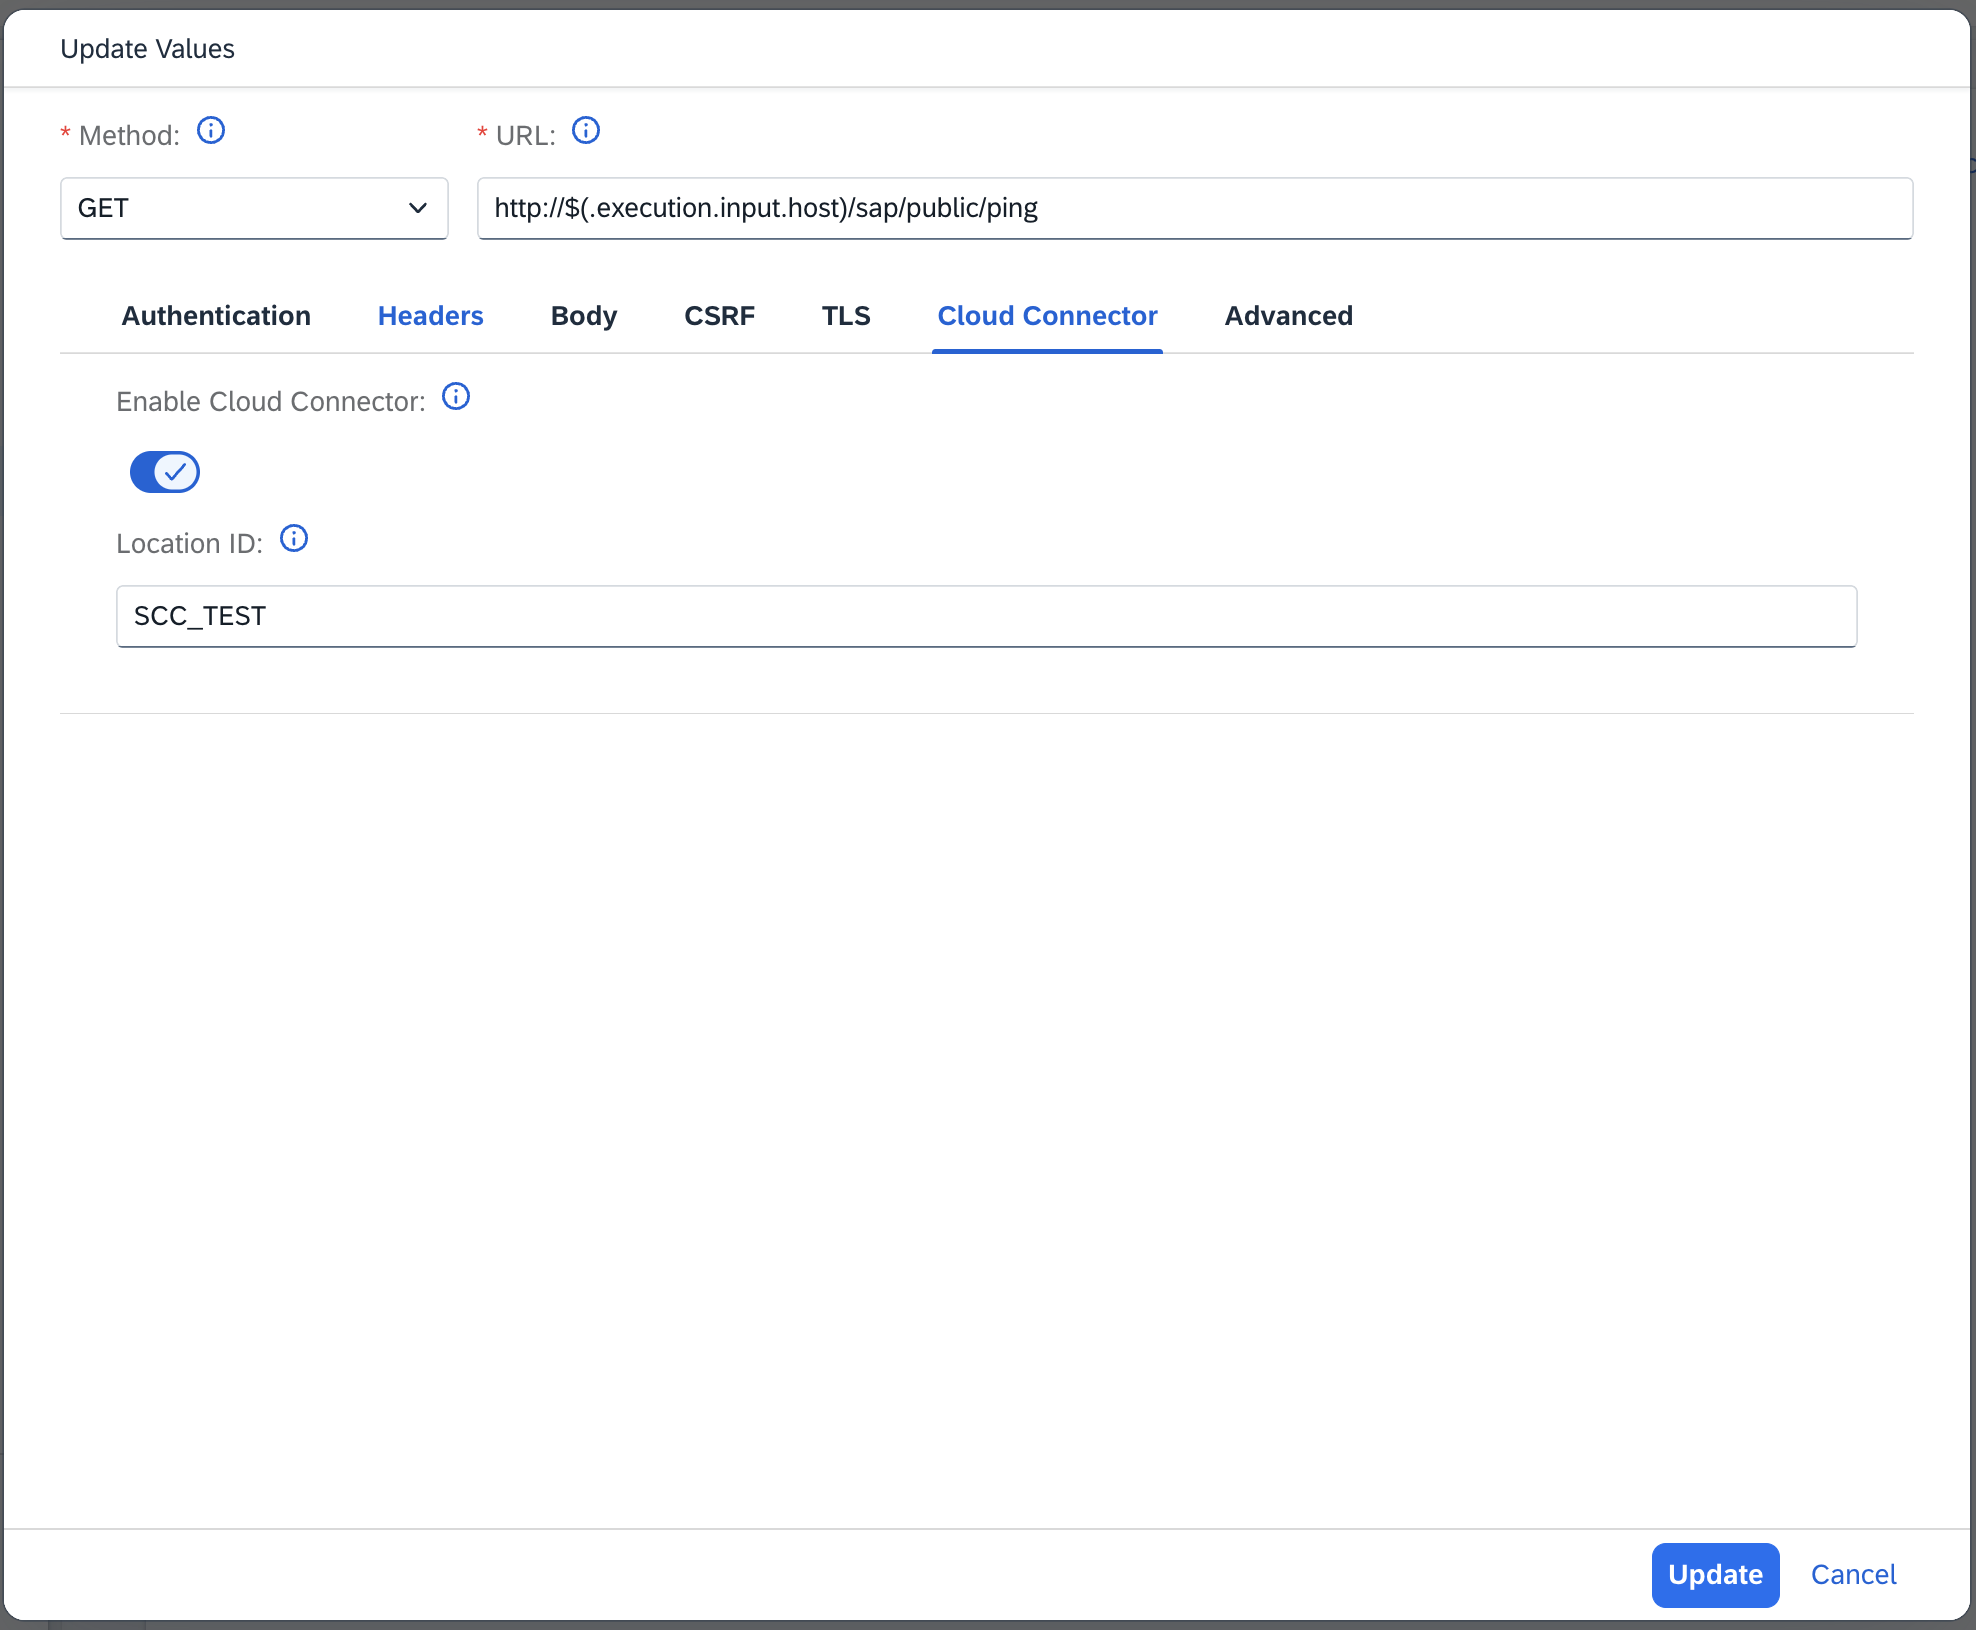 Update Values
* Method:
* URL:
GET
http://$(.execution.input.host)/sap/public/ping
Authentication Headers Body CSRF TLS Cloud Connector Advanced
Enable Cloud Connector:
Location ID:
SCC_TEST
Update Cancel